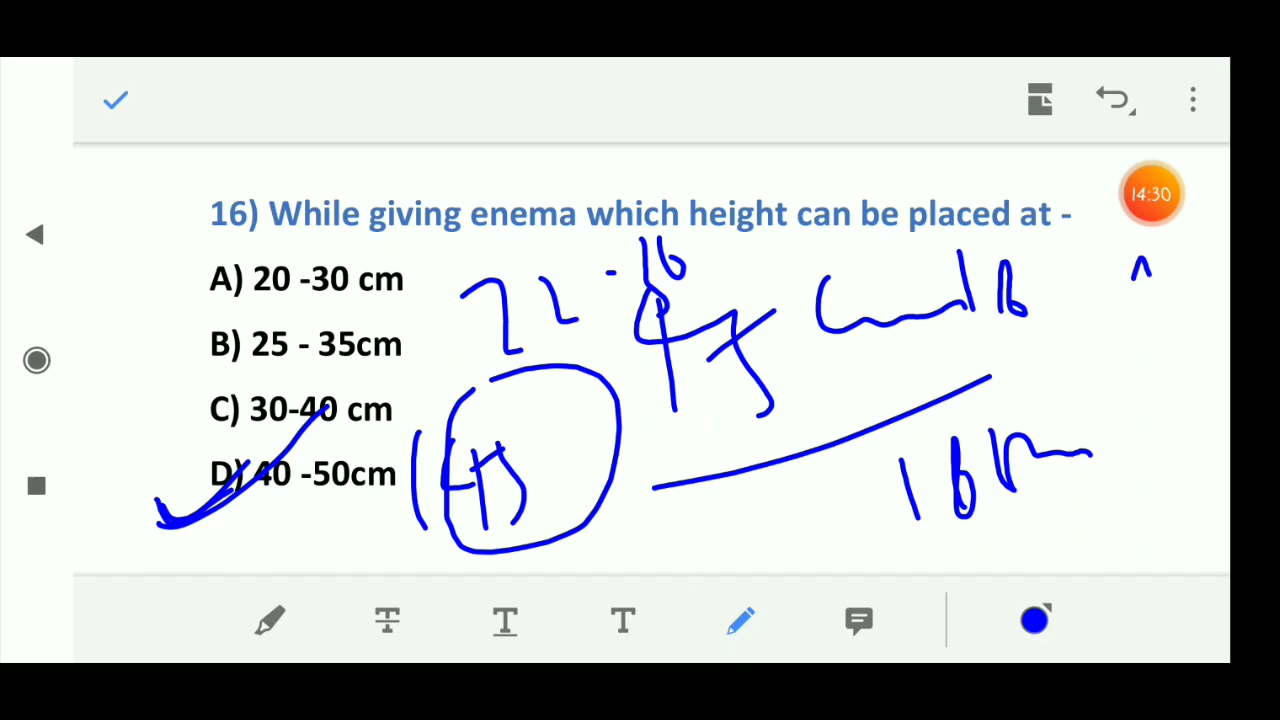 14:30
16) While giving enema which height can be placed at -
A) 20 -30 cm
B) 25 - 35cm
C) 30-40 cm
D) 40 -50cm
45